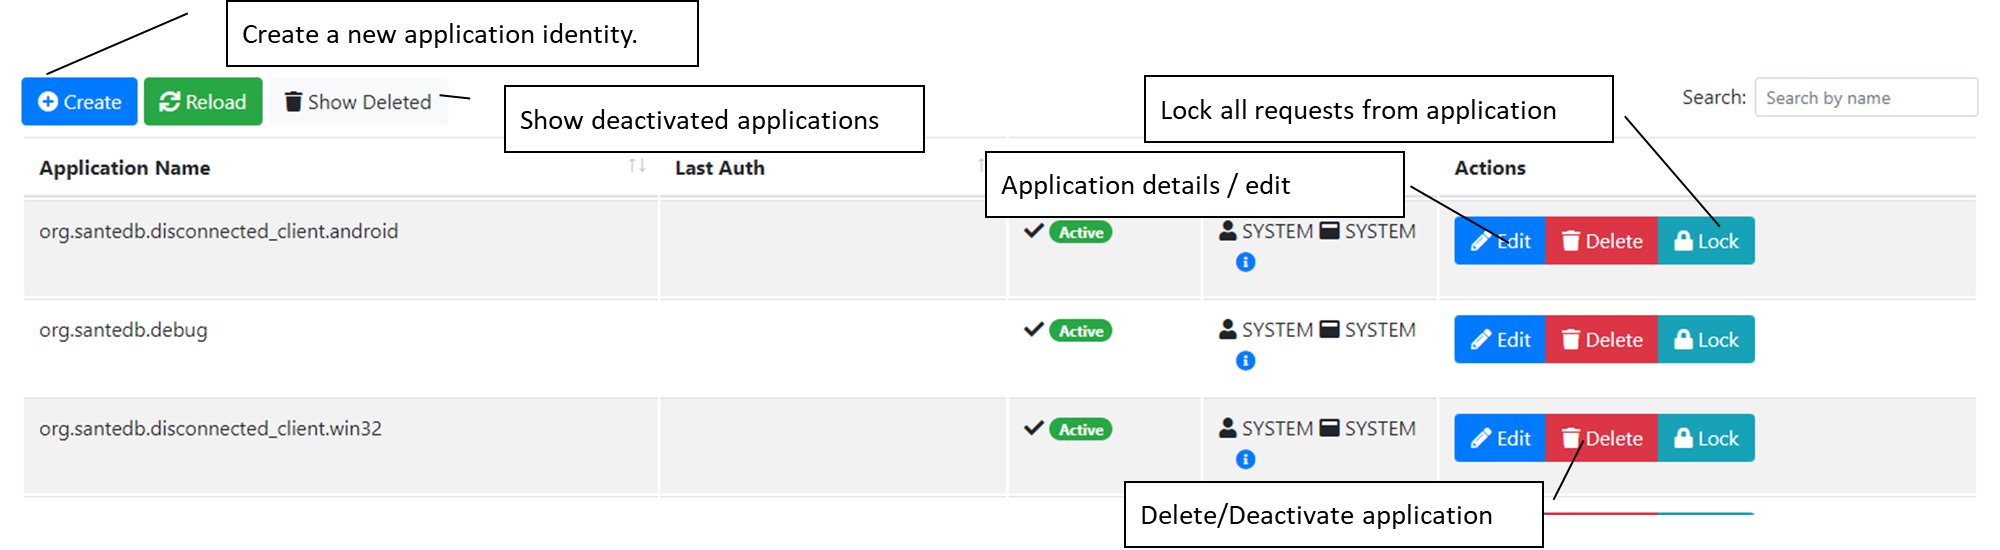 Create a new application identity.
Create
Reload
Show Deleted
Show deactivated applications
Lock all requests from application
Search:
Search by name
Application Name
Last Auth
Application details / edit
Actions
org.santedb.disconnected_client.android
Active
SYSTEM SYSTEM
Edit
Delete
Lock
org.santedb.debug
Active
SYSTEM SYSTEM
Edit
Delete
Lock
org.santedb.disconnected_client.win32
Active
SYSTEM SYSTEM
Edit
Delete
Lock
Delete/Deactivate application